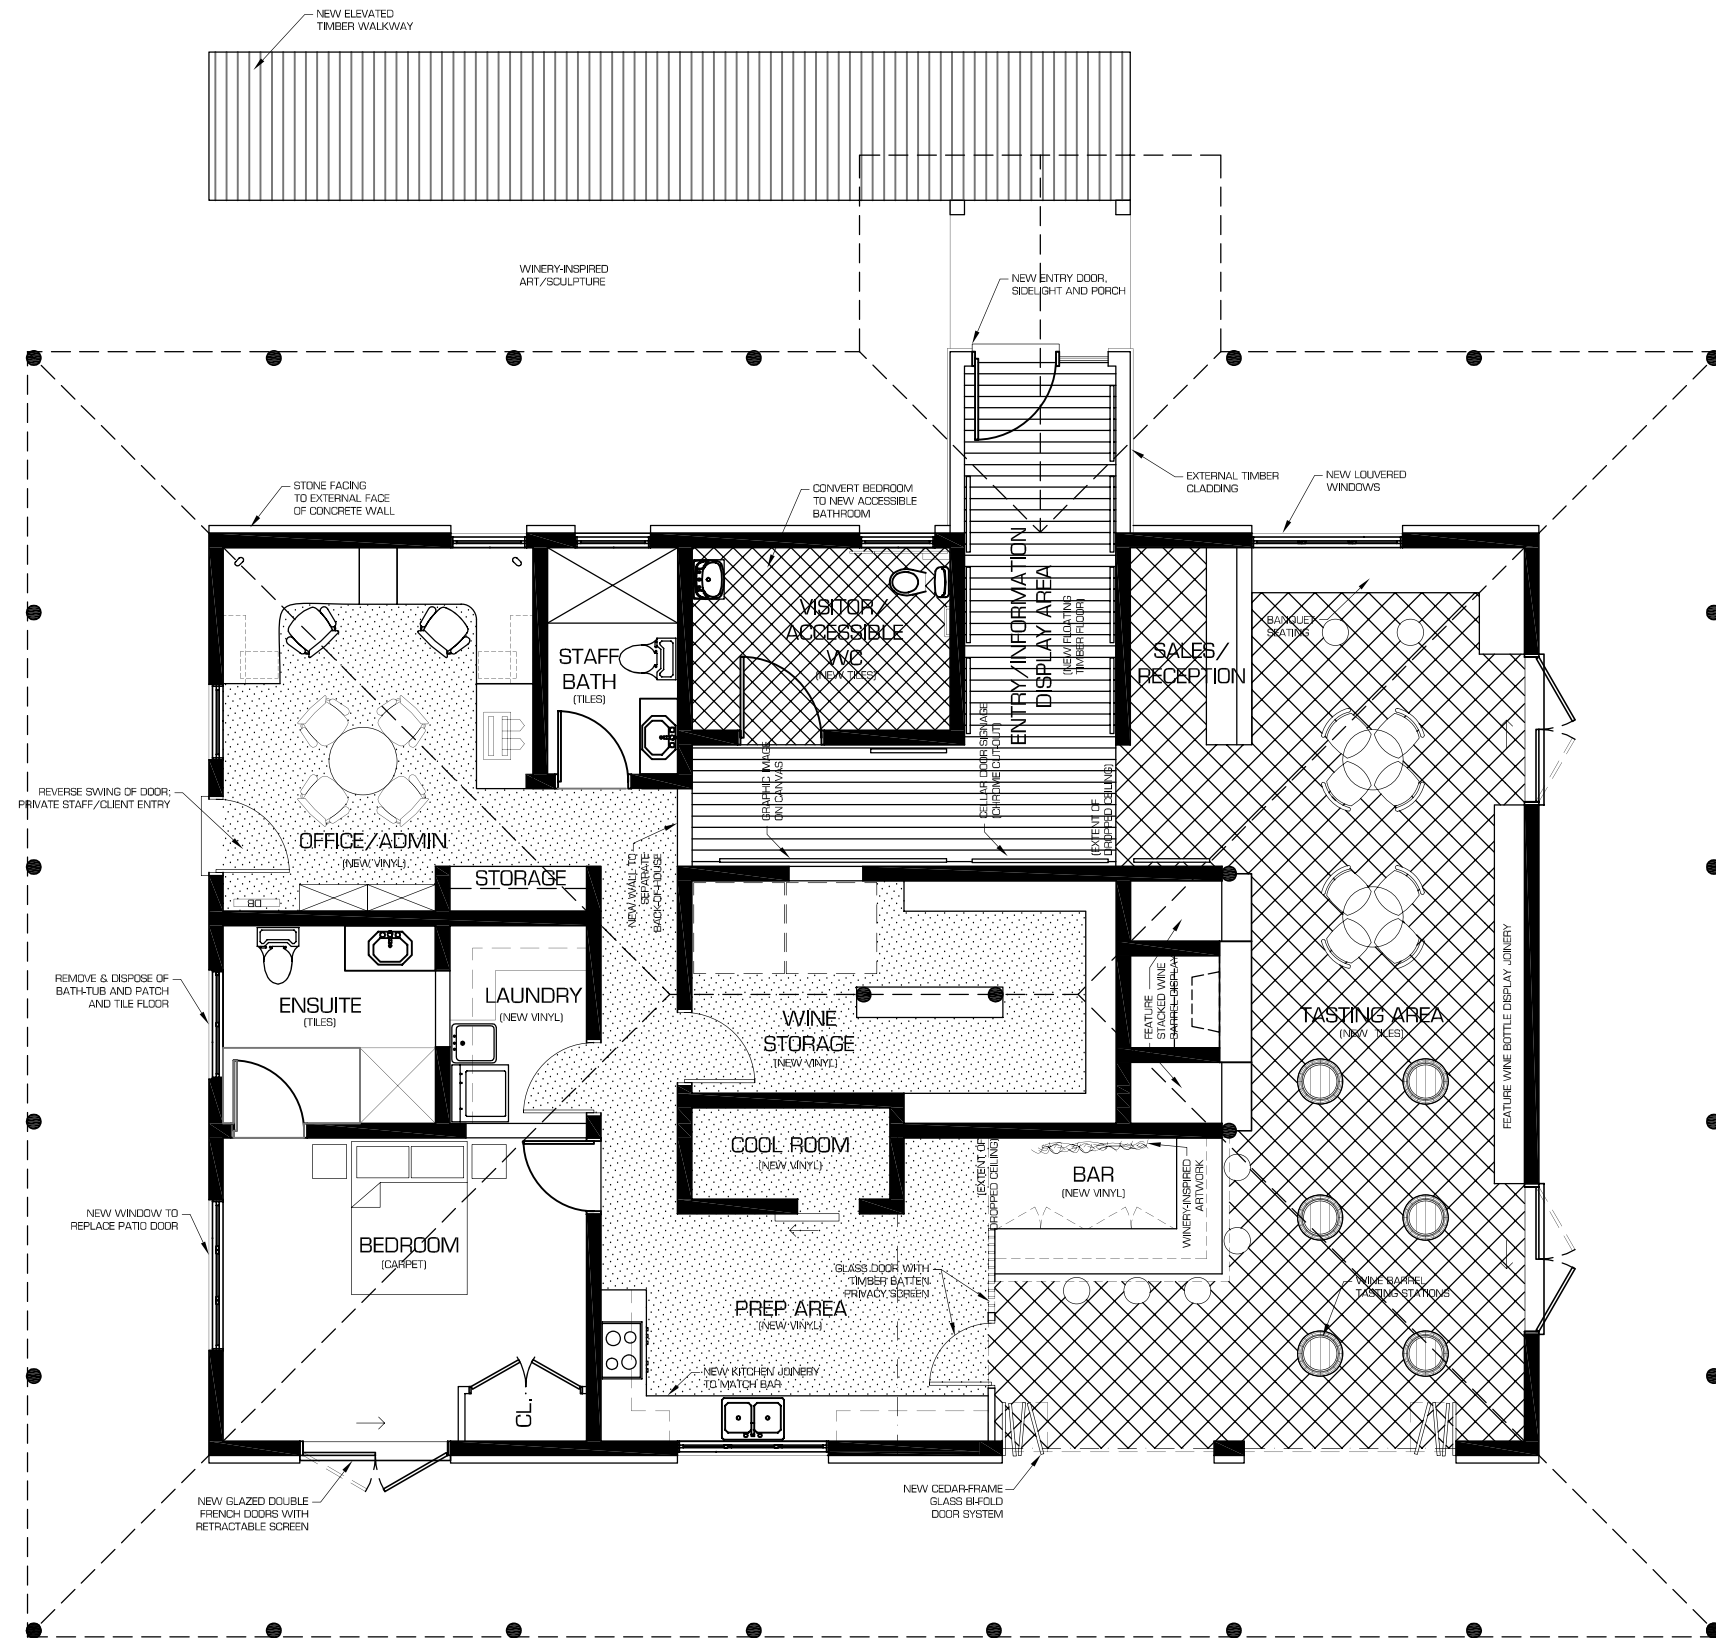 NEW ELEVATED
TIMBER WALKWAY
WINERY-INSPIRED
ART/SCULPTURE
NEW ENTRY DOOR,
SIDELIGHT AND PORCH
STONE FACING
TO EXTERNAL FACE
OF CONCRETE WALL
CONVERT BEDROOM
TO NEW ACCESSIBLE
BATHROOM
EXTERNAL TIMBER
CLADDING
NEW LOUVERED
WINDOWS
ENTRY/INFORMATION
DISPLAY AREA
(NEW FLOATING
TIMBER FLOOR)
VISITOR/
ACCESSIBLE
WC
(NEW TILES)
STAFF
BATH
(TILES)
SALES/
RECEPTION
BANQUET
SEATING
REVERSE SWING OF DOOR;
PRIVATE STAFF/CLIENT ENTRY
OFFICE/ADMIN
(NEW VINYL)
GRAPHIC IMAGE
ON CANVAS
CELLAR DOOR SIGNAGE
(CHROME CUT-OUT)
(EXTENT OF
DROPPED CEILING)
STORAGE
DB
NEW WALL TO
SEPARATE
BACK-OF-HOUSE
REMOVE & DISPOSE OF
BATH-TUB AND PATCH
AND TILE FLOOR
ENSUITE
(TILES)
LAUNDRY
(NEW VINYL)
WINE
STORAGE
(NEW VINYL)
FEATURE
STACKED WINE
BARREL DISPLAY
TASTING AREA
(NEW TILES)
FEATURE WINE BOTTLE DISPLAY JOINERY
COOL ROOM
(NEW VINYL)
(EXTENT OF
DROPPED CEILING)
BAR
(NEW VINYL)
WINERY-INSPIRED
ARTWORK
NEW WINDOW TO
REPLACE PATIO DOOR
BEDROOM
(CARPET)
GLASS DOOR WITH
TIMBER BATTEN
PRIVACY SCREEN
PREP AREA
(NEW VINYL)
WINE BARREL
TASTING STATIONS
NEW KITCHEN JOINERY
TO MATCH BAR
CL.
NEW GLAZED DOUBLE
FRENCH DOORS WITH
RETRACTABLE SCREEN
NEW CEDAR-FRAME
GLASS BI-FOLD
DOOR SYSTEM